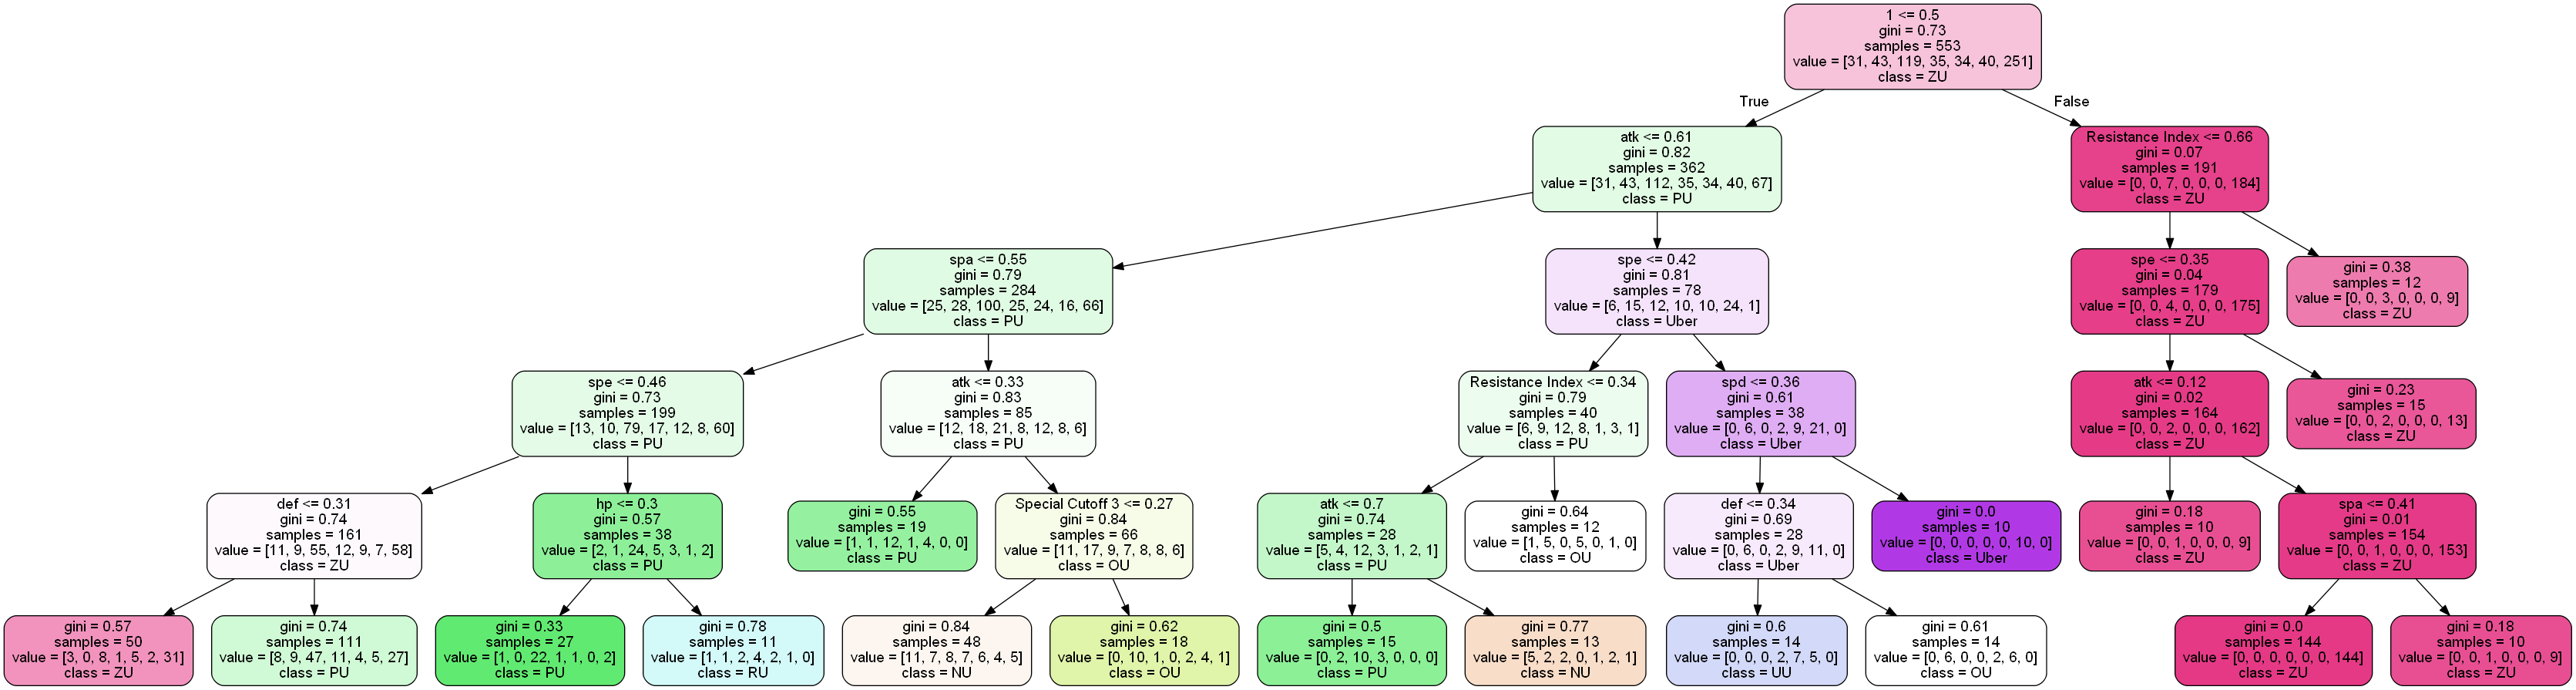 1 <= 0.5
gini = 0.73
samples = 553
value = [31, 43, 119, 35, 34, 40, 251]
class = ZU
True
False
atk <= 0.61
gini = 0.82
samples = 362
value = [31, 43, 112, 35, 34, 40, 67]
class = PU
Resistance Index <= 0.66
gini = 0.07
samples = 191
value = [0, 0, 7, 0, 0, 0, 184]
class = ZU
spa <= 0.55
gini = 0.79
samples = 284
value = [25, 28, 100, 25, 24, 16, 66]
class = PU
spe <= 0.42
gini = 0.81
samples = 78
value = [6, 15, 12, 10, 10, 24, 1]
class = Uber
spe <= 0.35
gini = 0.04
samples = 179
value = [0, 0, 4, 0, 0, 0, 175]
class = ZU
gini = 0.38
samples = 12
value = [0, 0, 3, 0, 0, 0, 9]
class = ZU
spe <= 0.46
gini = 0.73
samples = 199
value = [13, 10, 79, 17, 12, 8, 60]
class = PU
atk <= 0.33
gini = 0.83
samples = 85
value = [12, 18, 21, 8, 12, 8, 6]
class = PU
Resistance Index <= 0.34
gini = 0.79
samples = 40
value = [6, 9, 12, 8, 1, 3, 1]
class = PU
spd <= 0.36
gini = 0.61
samples = 38
value = [0, 6, 0, 2, 9, 21, 0]
class = Uber
atk <= 0.12
gini = 0.02
samples = 164
value = [0, 0, 2, 0, 0, 0, 162]
class = ZU
gini = 0.23
samples = 15
value = [0, 0, 2, 0, 0, 0, 13]
class = ZU
def <= 0.31
gini = 0.74
samples = 161
value = [11, 9, 55, 12, 9, 7, 58]
class = ZU
hp <= 0.3
gini = 0.57
samples = 38
value = [2, 1, 24, 5, 3, 1, 2]
class = PU
gini = 0.55
samples = 19
value = [1, 1, 12, 1, 4, 0, 0]
class = PU
Special Cutoff 3 <= 0.27
gini = 0.84
samples = 66
value = [11, 17, 9, 7, 8, 8, 6]
class = OU
atk <= 0.7
gini = 0.74
samples = 28
value = [5, 4, 12, 3, 1, 2, 1]
class = PU
gini = 0.64
samples = 12
value = [1, 5, 0, 5, 0, 1, 0]
class = OU
def <= 0.34
gini = 0.69
samples = 28
value = [0, 6, 0, 2, 9, 11, 0]
class = Uber
gini = 0.0
samples = 10
value = [0, 0, 0, 0, 0, 10, 0]
class = Uber
gini = 0.18
samples = 10
value = [0, 0, 1, 0, 0, 0, 9]
class = ZU
spa <= 0.41
gini = 0.01
samples = 154
value = [0, 0, 1, 0, 0, 0, 153]
class = ZU
gini = 0.57
samples = 50
value = [3, 0, 8, 1, 5, 2, 31]
class = ZU
gini = 0.74
samples = 111
value = [8, 9, 47, 11, 4, 5, 27]
class = PU
gini = 0.33
samples = 27
value = [1, 0, 22, 1, 1, 0, 2]
class = PU
gini = 0.78
samples = 11
value = [1, 1, 2, 4, 2, 1, 0]
class = RU
gini = 0.84
samples = 48
value = [11, 7, 8, 7, 6, 4, 5]
class = NU
gini = 0.62
samples = 18
value = [0, 10, 1, 0, 2, 4, 1]
class = OU
gini = 0.5
samples = 15
value = [0, 2, 10, 3, 0, 0, 0]
class = PU
gini = 0.77
samples = 13
value = [5, 2, 2, 0, 1, 2, 1]
class = NU
gini = 0.6
samples = 14
value = [0, 0, 0, 2, 7, 5, 0]
class = UU
gini = 0.61
samples = 14
value = [0, 6, 0, 0, 2, 6, 0]
class = OU
gini = 0.0
samples = 144
value = [0, 0, 0, 0, 0, 0, 144]
class = ZU
gini = 0.18
samples = 10
value = [0, 0, 1, 0, 0, 0, 9]
class = ZU